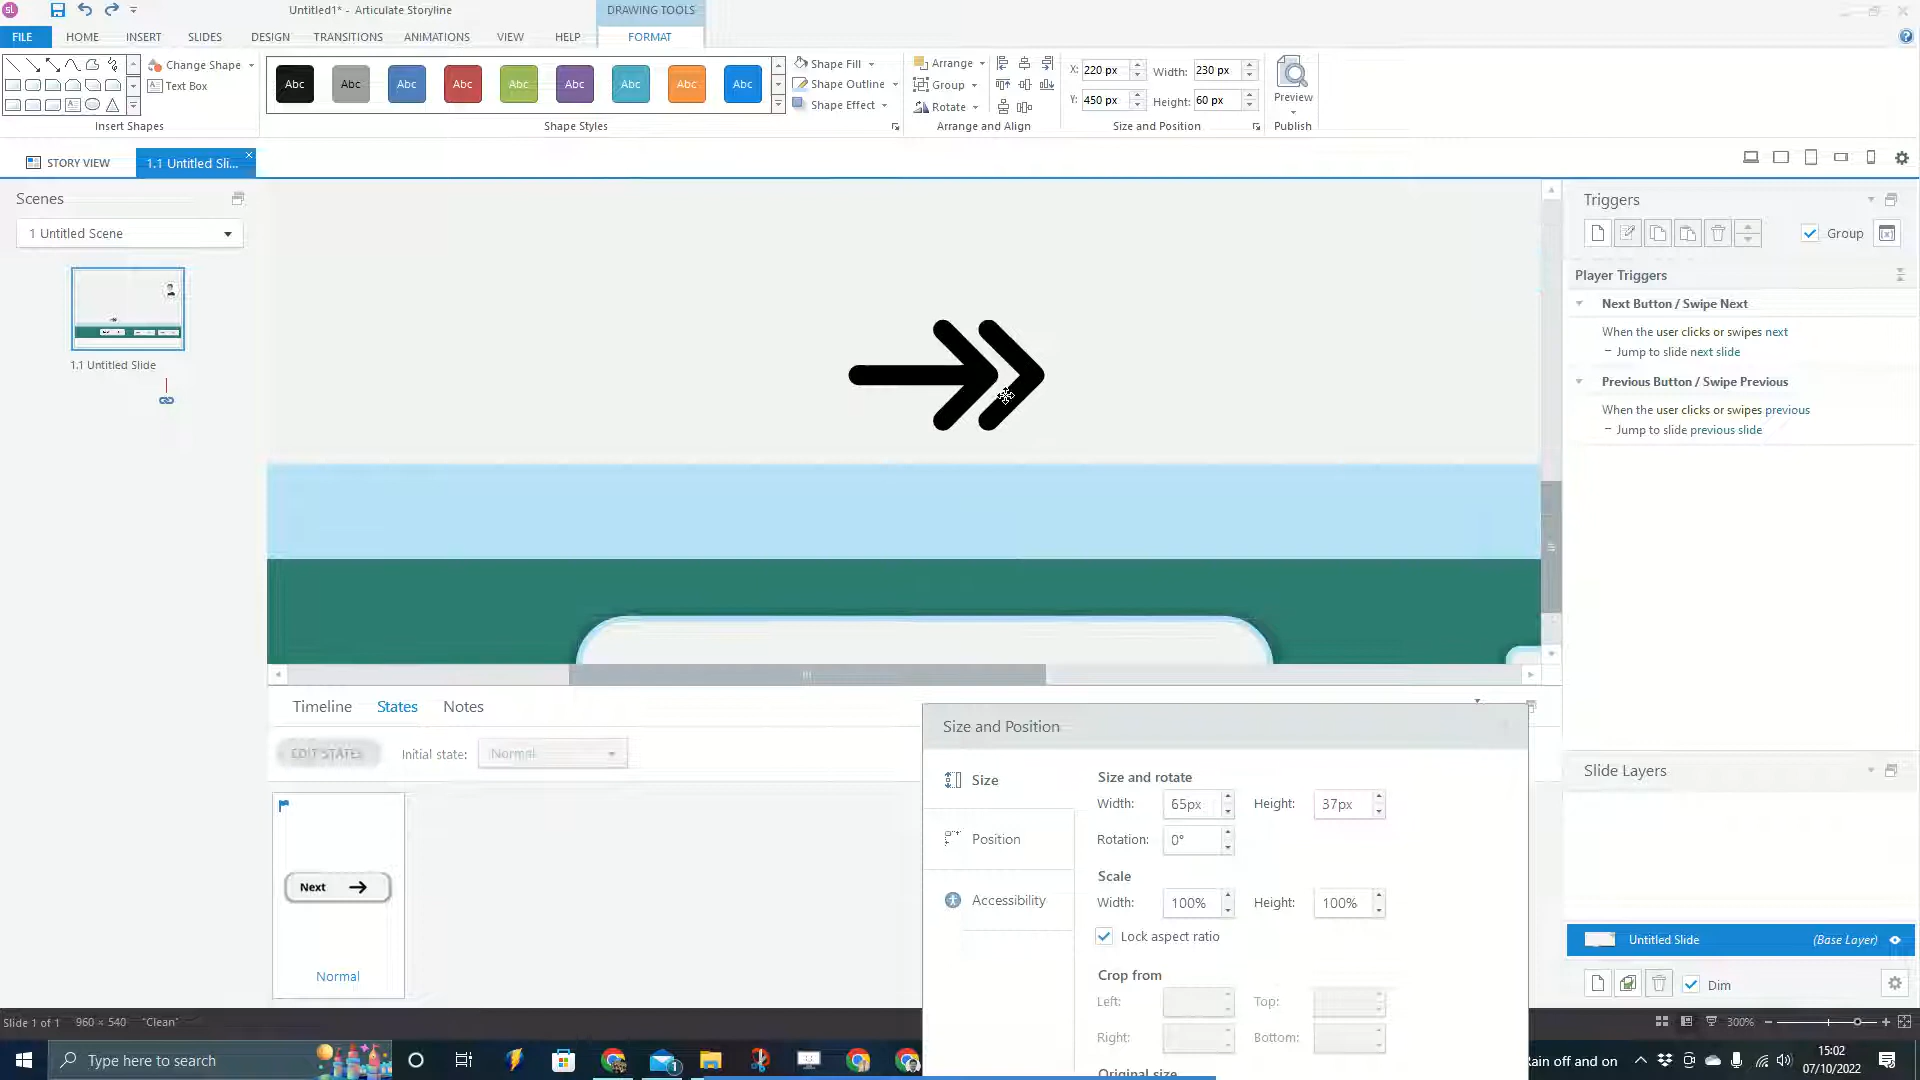 Untitled1* - Articulate Storyline
DRAWING TOOLS
FILE HOME INSERT SLIDES DESIGN TRANSITIONS ANIMATIONS VIEW HELP FORMAT
Change Shape
Text Box
Insert Shapes
Abc Abc Abc Abc Abc Abc Abc Abc Abc
Shape Styles
Shape Fill
Shape Outline
Shape Effect
Arrange
Group
Rotate
Arrange and Align
X: 220 px Width: 230 px
Y: 450 px Height: 60 px
Size and Position
Preview
Publish
STORY VIEW
1.1 Untitled Sli...
Scenes
1 Untitled Scene
1.1 Untitled Slide
Triggers
Group
Player Triggers
Next Button / Swipe Next
When the user clicks or swipes next
– Jump to slide next slide
Previous Button / Swipe Previous
When the user clicks or swipes previous
– Jump to slide previous slide
Timeline States Notes
EDIT STATES Initial state: Normal
Next
Normal
Size and Position
Size
Position
Accessibility
Size and rotate
Width: 65px Height: 37px
Rotation: 0°
Scale
Width: 100% Height: 100%
Lock aspect ratio
Crop from
Left: Top:
Right: Bottom:
Original size
Slide Layers
Untitled Slide (Base Layer)
Dim
Slide 1 of 1 960 × 540 "Clean"
300%
Type here to search
1
Rain off and on
15:02
07/10/2022